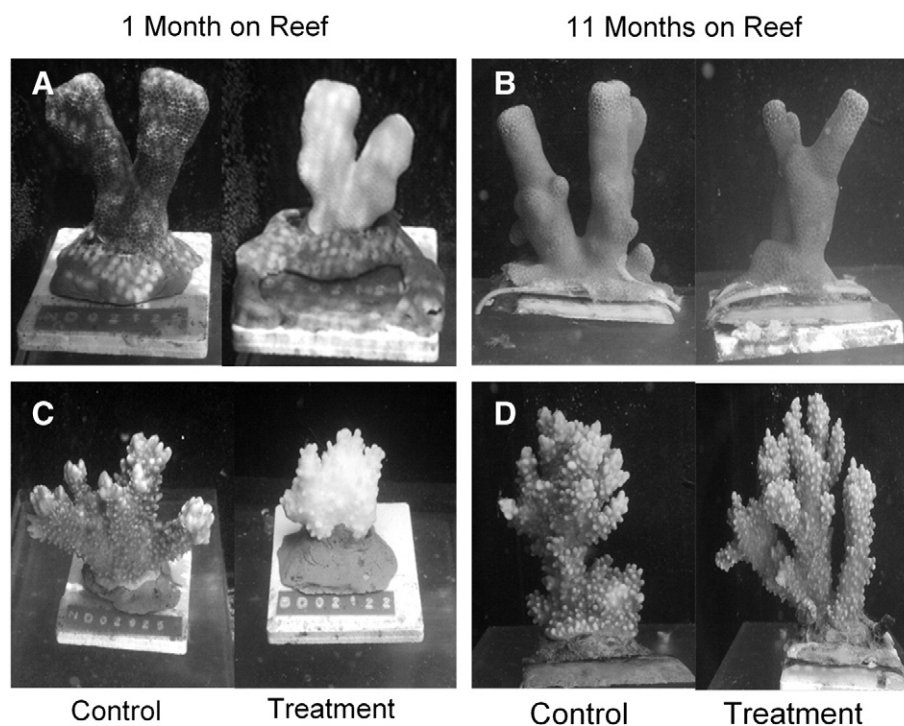 1 Month on Reef
11 Months on Reef
A
B
C
D
Control
Treatment
Control
Treatment